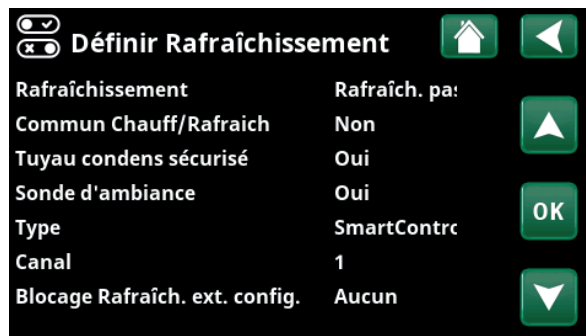 Définir Rafraîchissement
Rafraîchissement Rafraîch. pas
Commun Chauff/Rafraich Non
Tuyau condens sécurisé Oui
Sonde d'ambiance Oui
Type SmartContrc
OK
Canal 1
Blocage Rafraîch. ext. config. Aucun